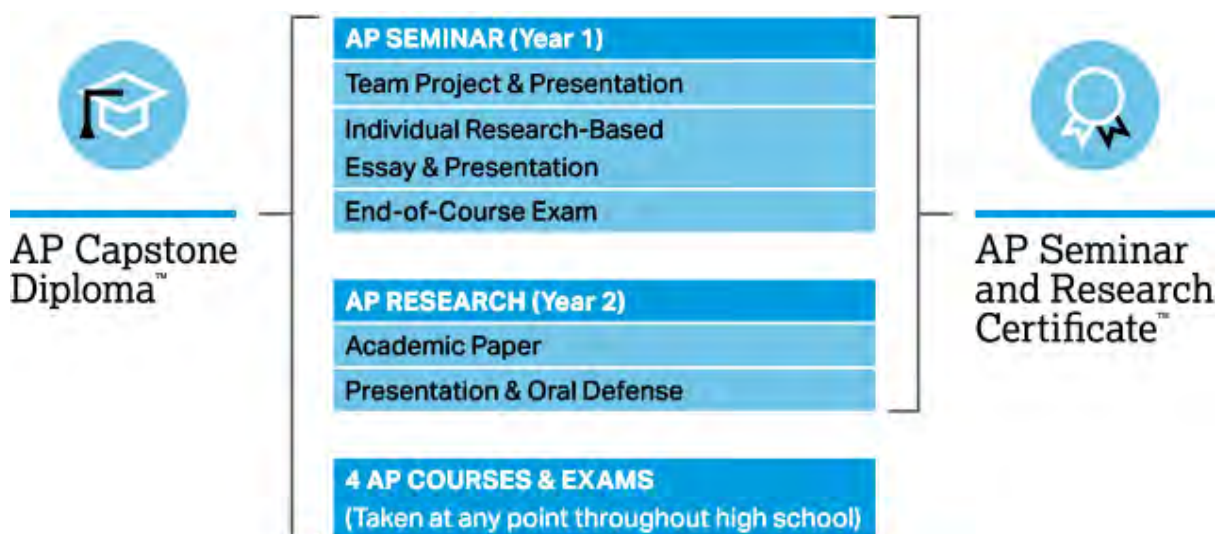 AP Capstone
Diploma™
AP SEMINAR (Year 1)
Team Project & Presentation
Individual Research-Based
Essay & Presentation
End-of-Course Exam
AP RESEARCH (Year 2)
Academic Paper
Presentation & Oral Defense
4 AP COURSES & EXAMS
(Taken at any point throughout high school)
AP Seminar
and Research
Certificate™